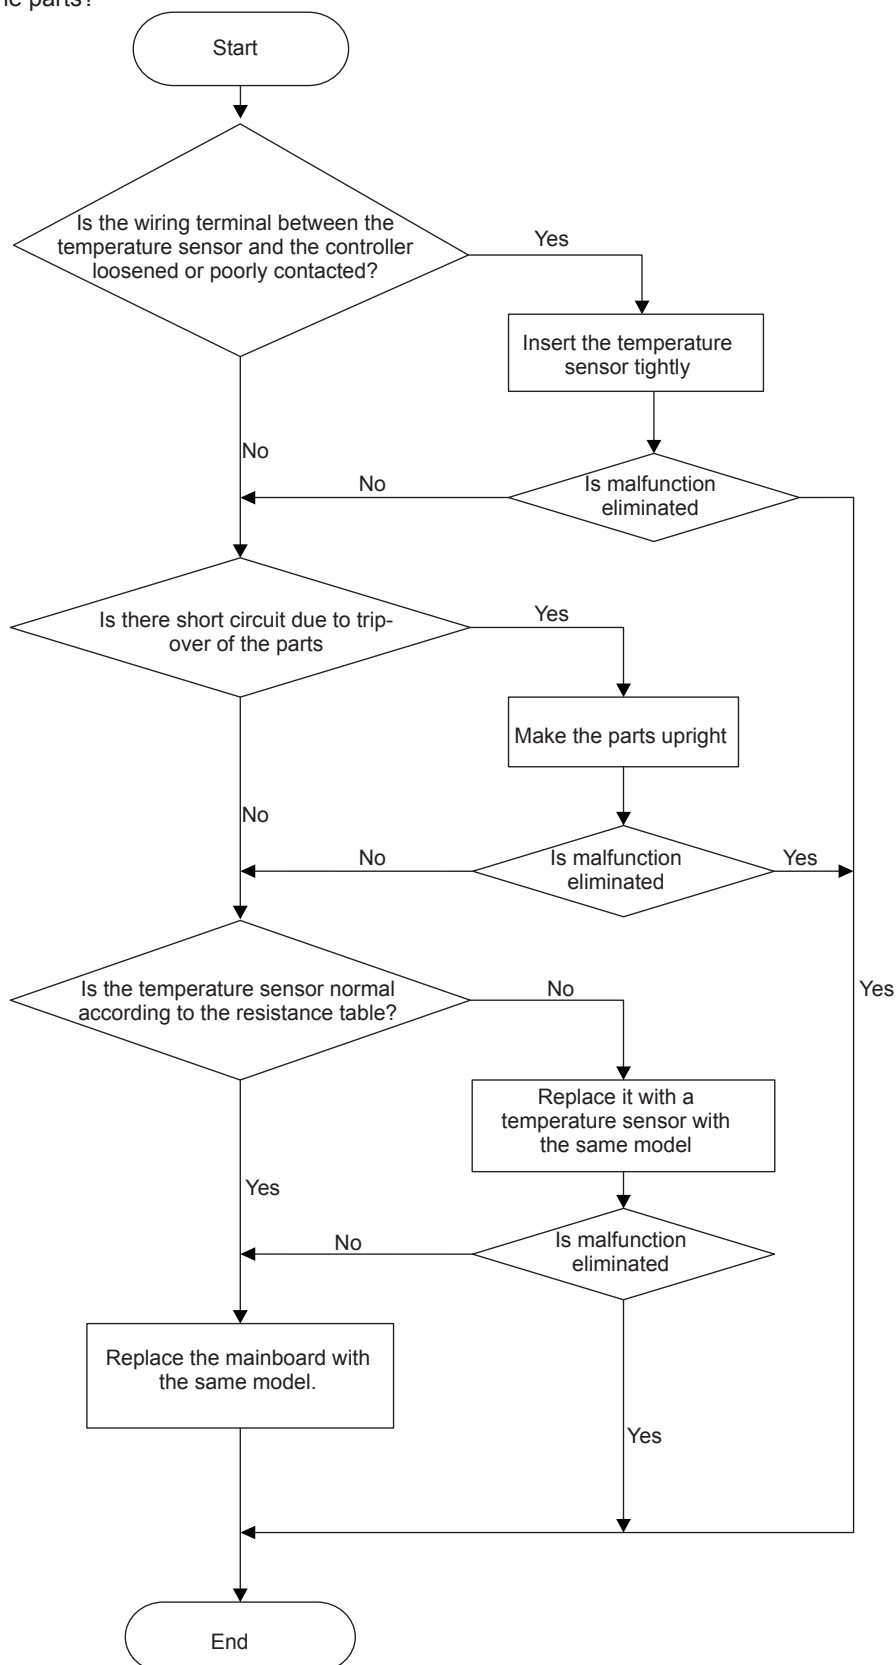 he parts?
Start
Is the wiring terminal between the
temperature sensor and the controller
loosened or poorly contacted?
Yes
Insert the temperature
sensor tightly
No
No
Is malfunction
eliminated
Is there short circuit due to trip-
over of the parts
Yes
Make the parts upright
No
No
Is malfunction
eliminated
Yes
Is the temperature sensor normal
according to the resistance table?
No
Yes
Replace it with a
temperature sensor with
the same model
Yes
No
Is malfunction
eliminated
Replace the mainboard with
the same model.
Yes
End